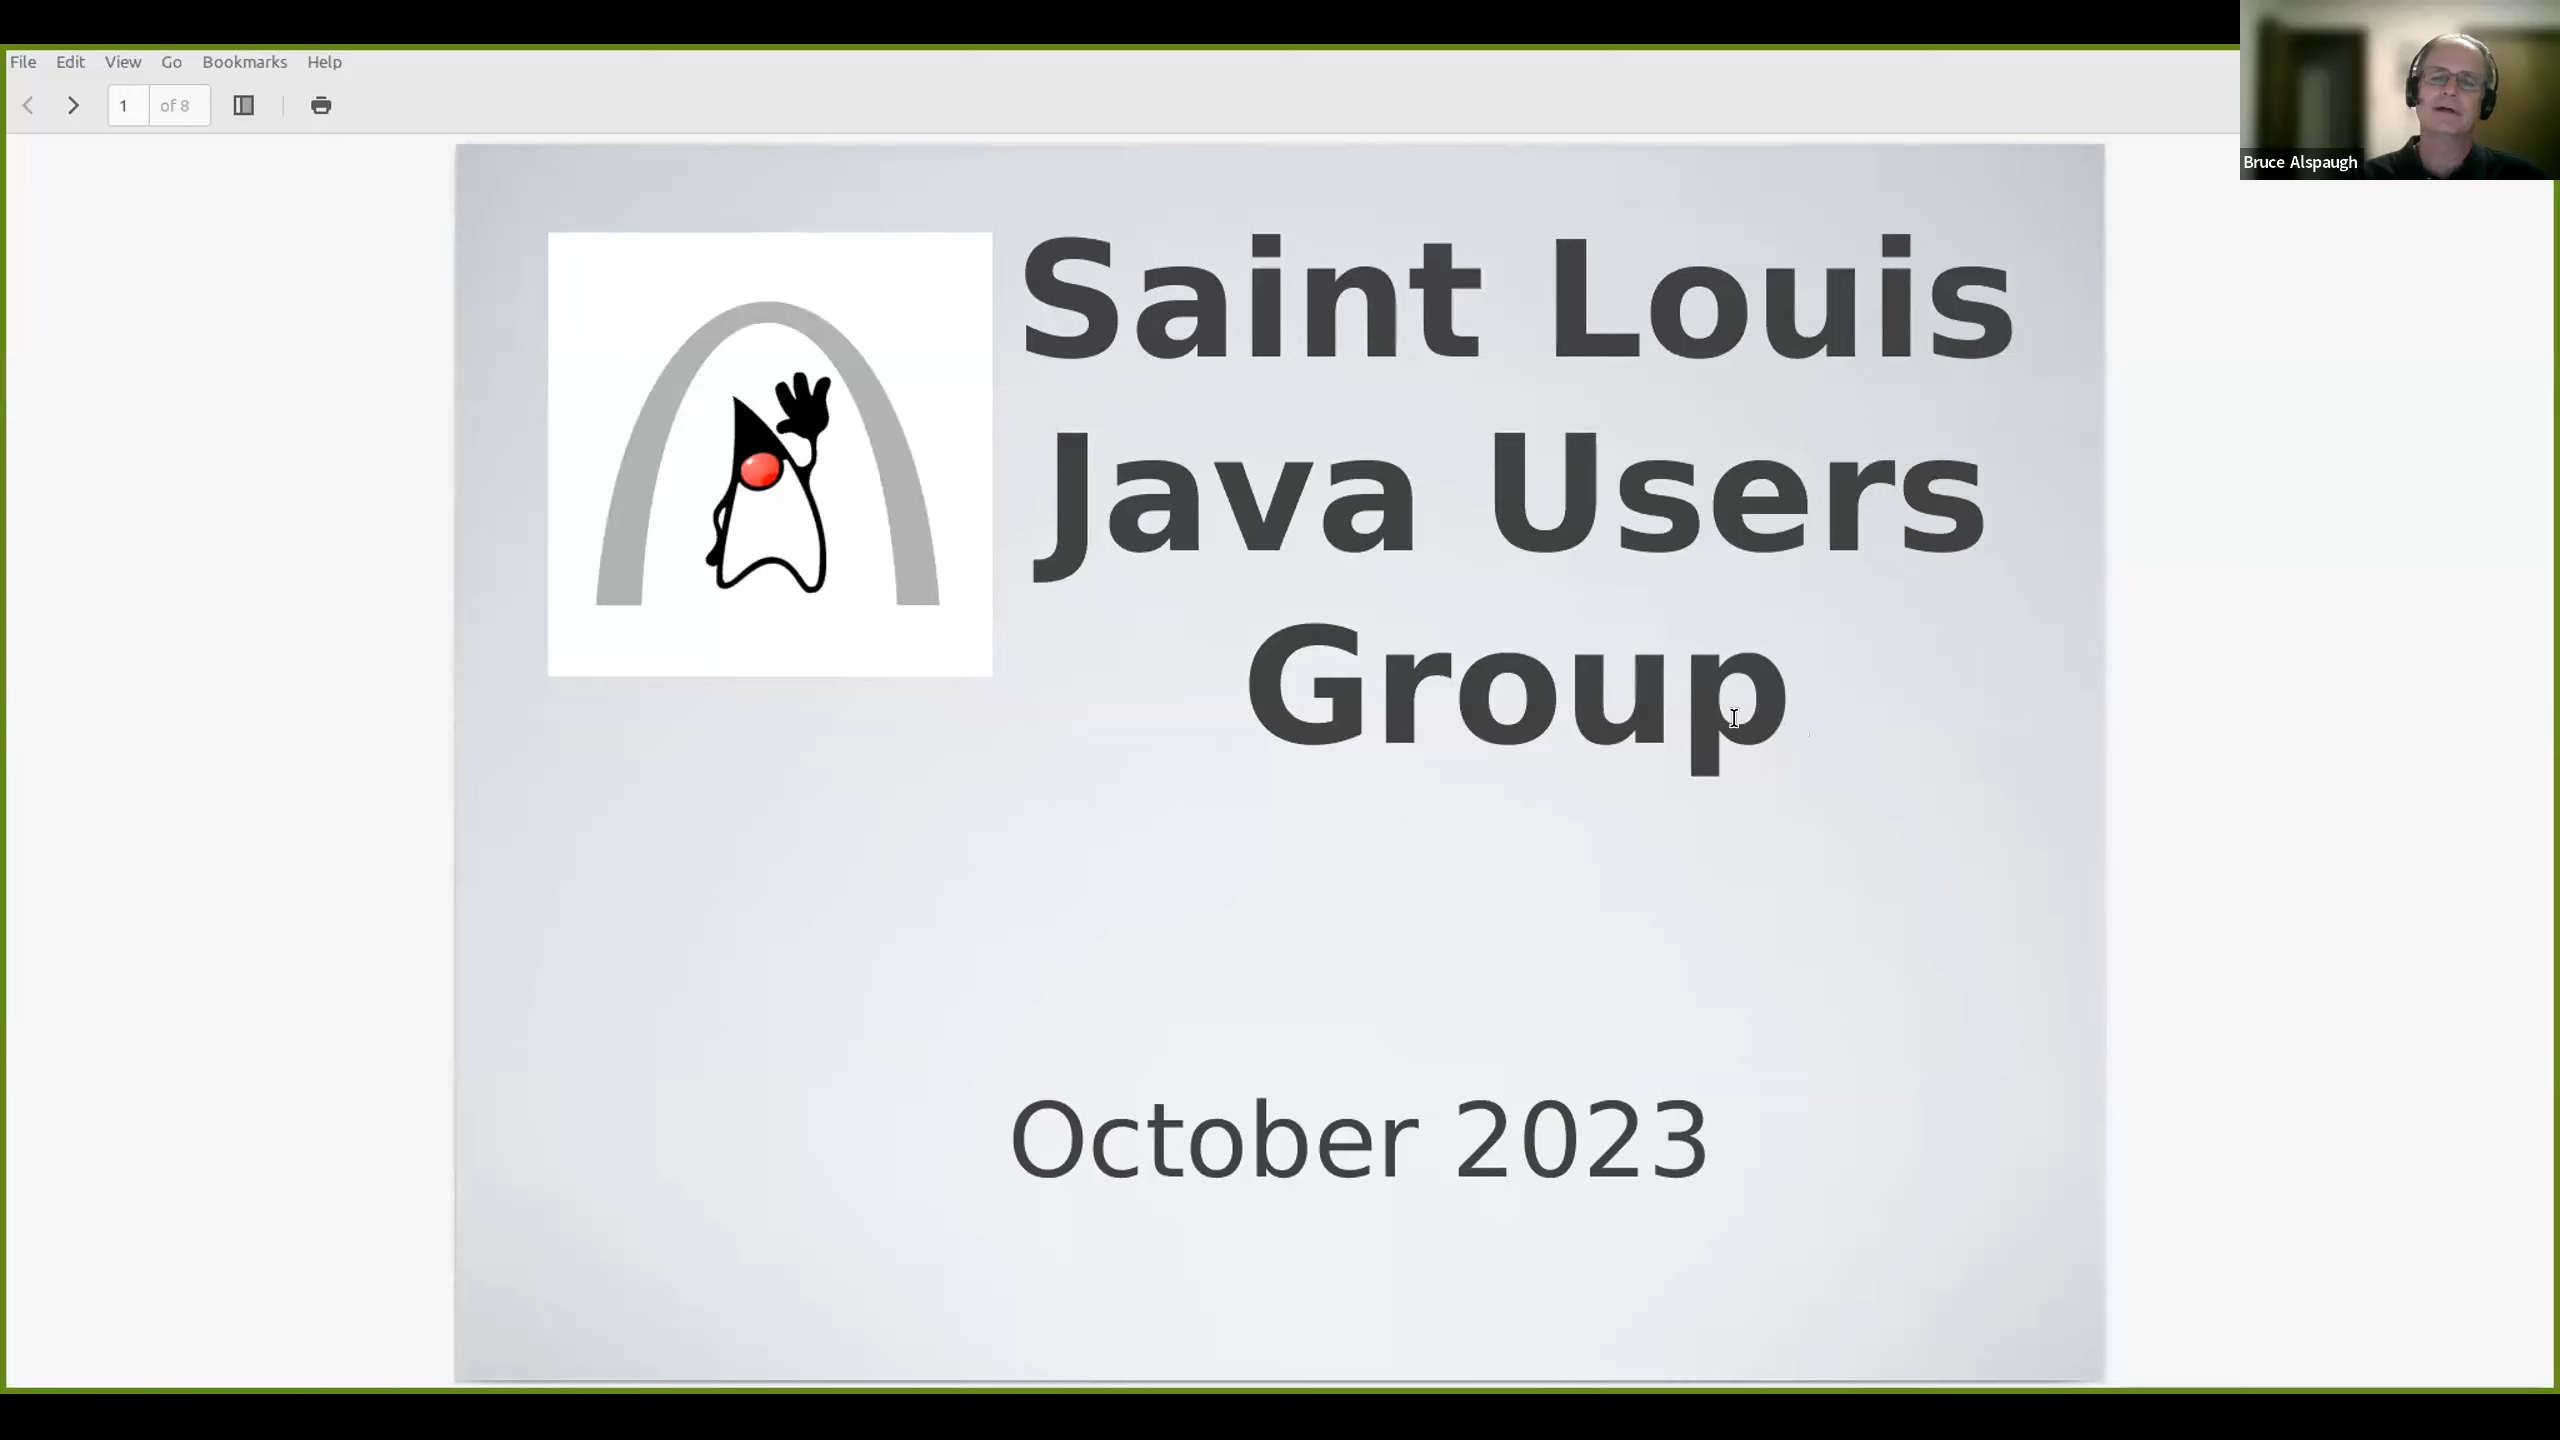 File Edit View Go Bookmarks Help
1 of 8
Bruce Alspaugh
Saint Louis
Java Users
Group
October 2023